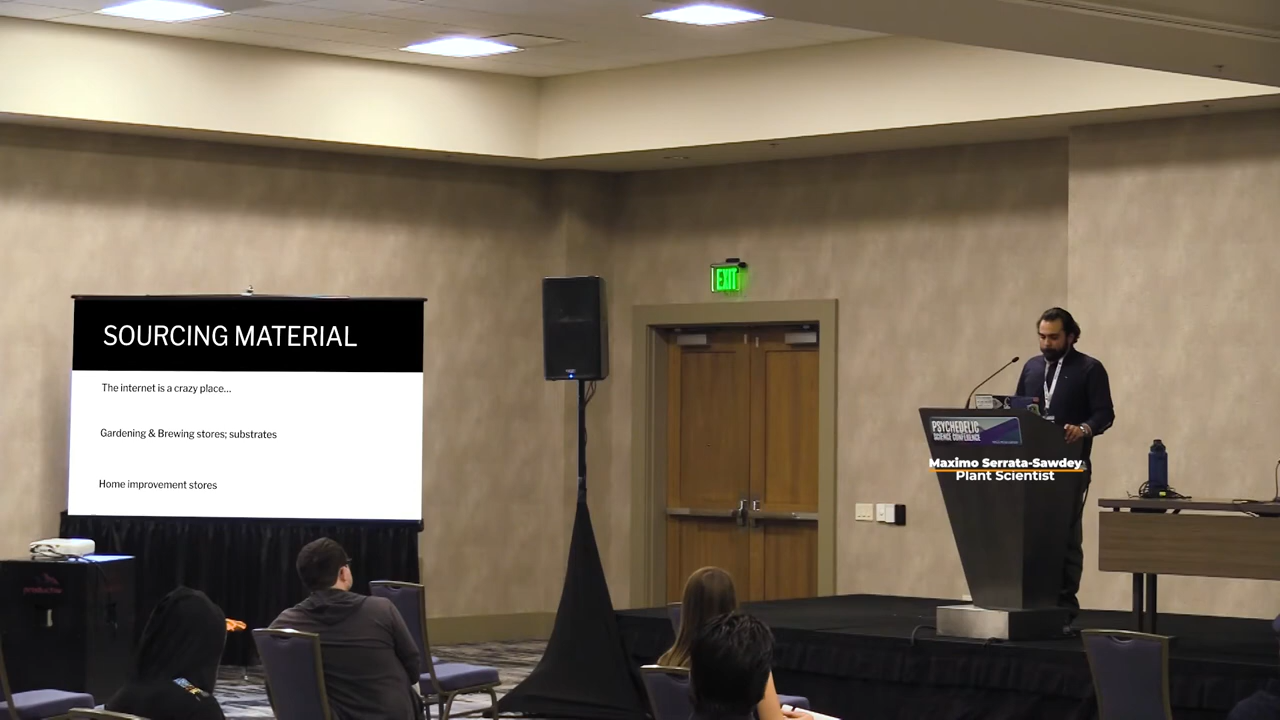 EXIT
SOURCING MATERIAL
The internet is a crazy place...
Gardening & Brewing stores; substrates
Home improvement stores
PSYCHEDELIC
SCIENCE CONFERENCE
Maximo Serrata-Sawdey
Plant Scientist